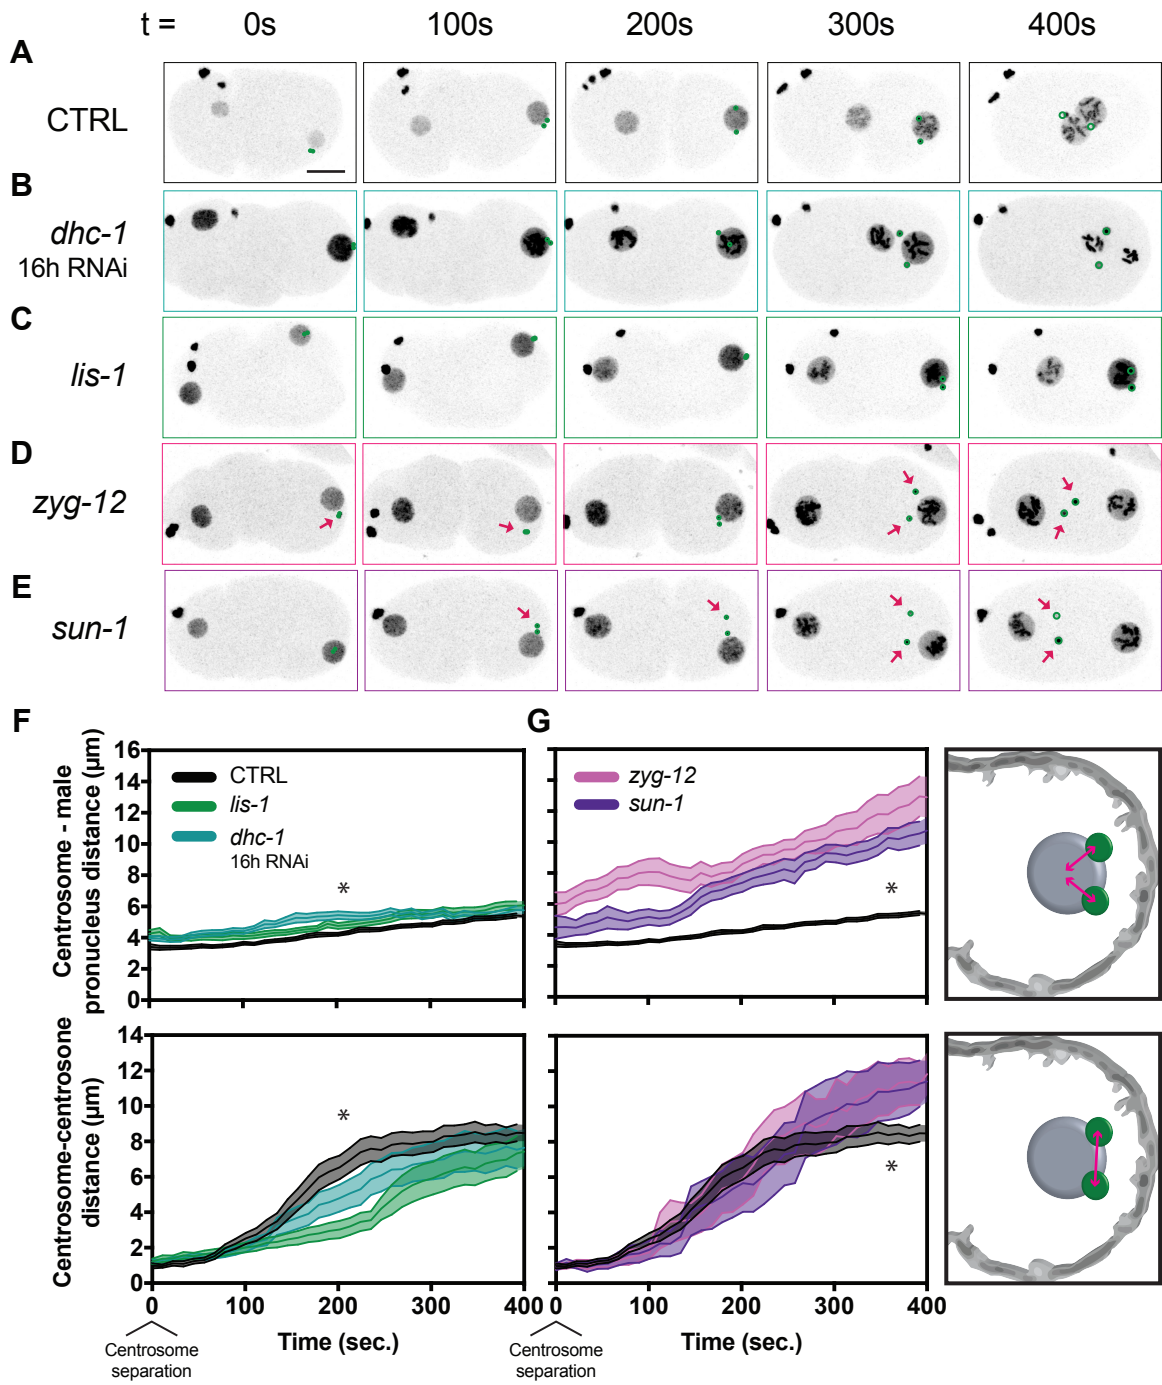 t = 0s 100s 200s 300s 400s
A
CTRL
B
dhc-1
16h RNAi
C
lis-1
D
zyg-12
E
sun-1
F
Centrosome - male
pronucleus distance (µm)
16
14
12
10
8
6
4
2
0
CTRL
lis-1
dhc-1
16h RNAi
*
G
zyg-12
sun-1
*
Centrosome-centrosone
distance (µm)
14
12
10
8
6
4
2
0
*
*
0 100 200 300 400
Time (sec.)
Centrosome
separation
0 100 200 300 400
Time (sec.)
Centrosome
separation